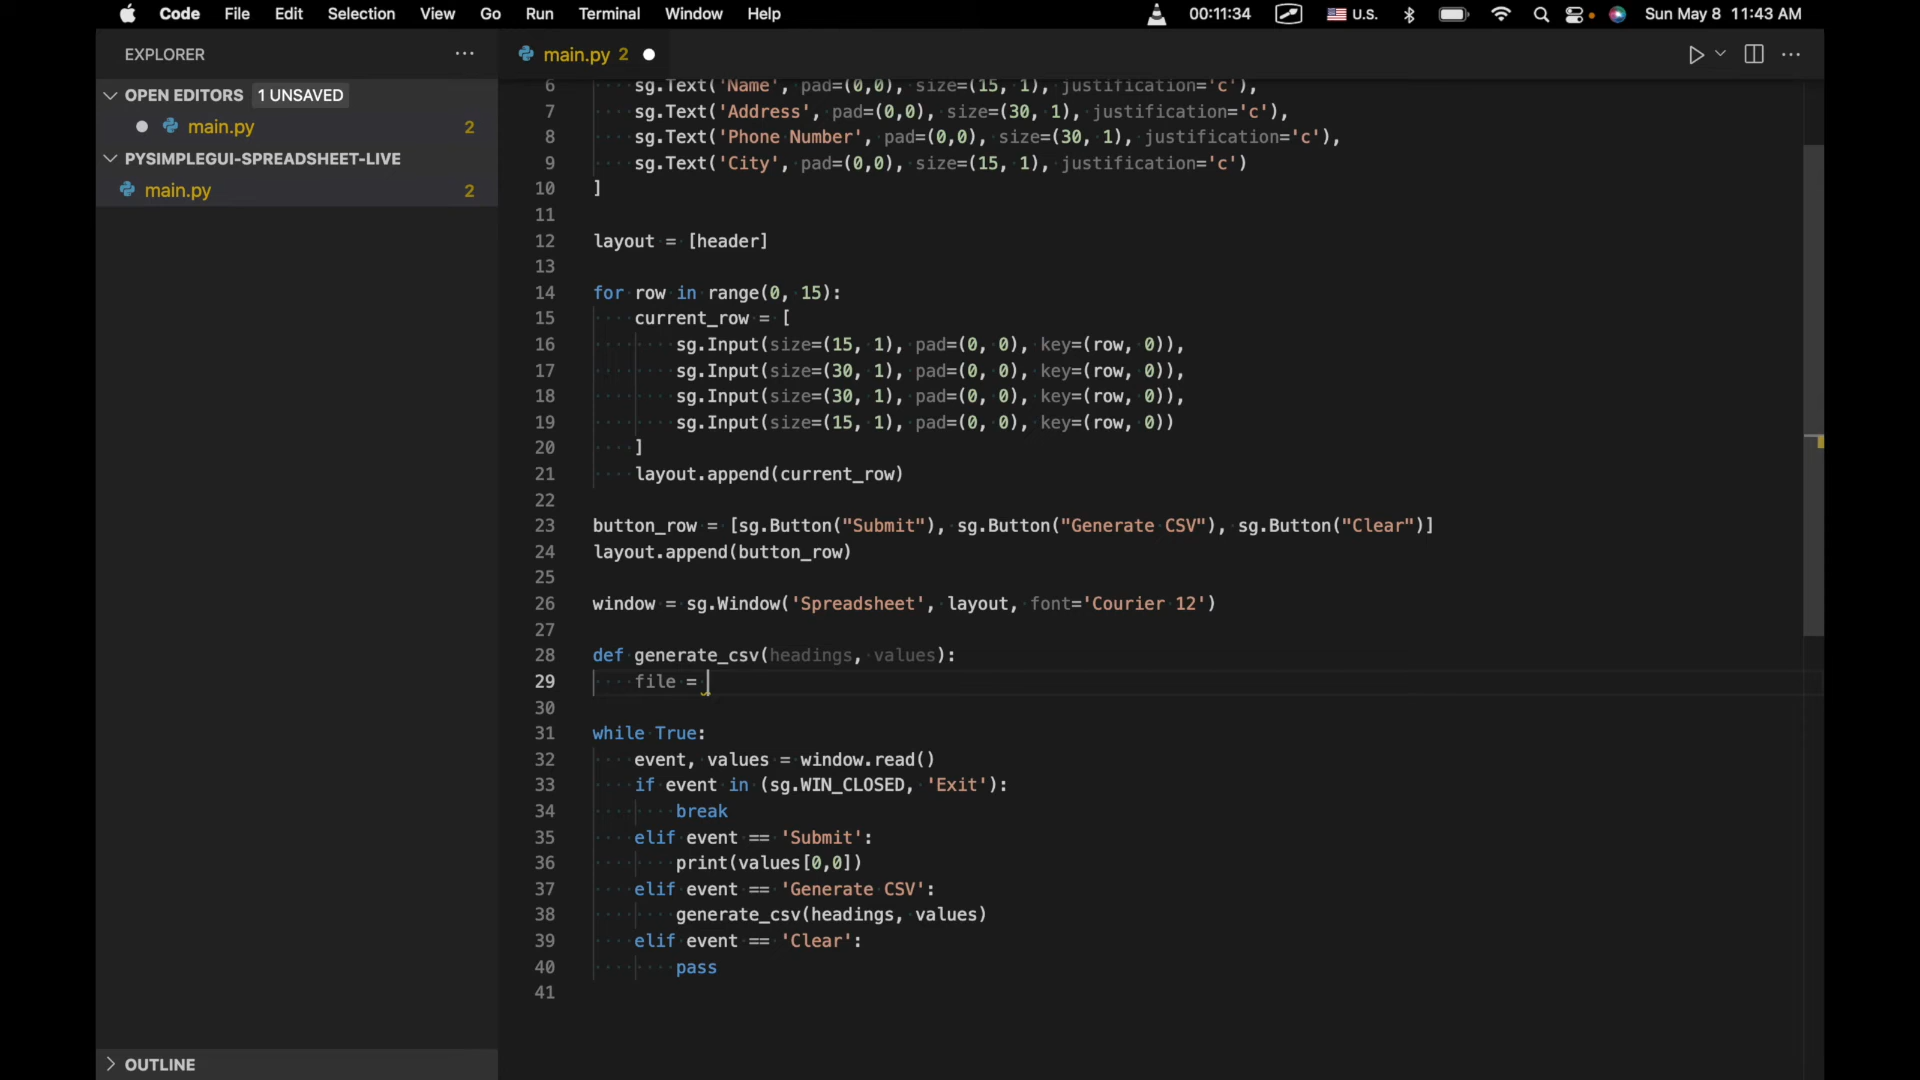 Code File Edit Selection View Go Run Terminal Window Help 00:11:34 U.S. Sun May 8 11:43 AM
EXPLORER ···
main.py 2
OPEN EDITORS 1 UNSAVED
main.py 2
PYSIMPLEGUI-SPREADSHEET-LIVE
main.py 2
6 sg.Text('Name', pad=(0,0), size=(15, 1), justification='c'),
7 sg.Text('Address', pad=(0,0), size=(30, 1), justification='c'),
8 sg.Text('Phone Number', pad=(0,0), size=(30, 1), justification='c'),
9 sg.Text('City', pad=(0,0), size=(15, 1), justification='c')
10 ]
11
12 layout = [header]
13
14 for row in range(0, 15):
15 current_row = [
16 sg.Input(size=(15, 1), pad=(0, 0), key=(row, 0)),
17 sg.Input(size=(30, 1), pad=(0, 0), key=(row, 0)),
18 sg.Input(size=(30, 1), pad=(0, 0), key=(row, 0)),
19 sg.Input(size=(15, 1), pad=(0, 0), key=(row, 0))
20 ]
21 layout.append(current_row)
22
23 button_row = [sg.Button("Submit"), sg.Button("Generate CSV"), sg.Button("Clear")]
24 layout.append(button_row)
25
26 window = sg.Window('Spreadsheet', layout, font='Courier 12')
27
28 def generate_csv(headings, values):
29 file =
30
31 while True:
32 event, values = window.read()
33 if event in (sg.WIN_CLOSED, 'Exit'):
34 break
35 elif event == 'Submit':
36 print(values[0,0])
37 elif event == 'Generate CSV':
38 generate_csv(headings, values)
39 elif event == 'Clear':
40 pass
41
OUTLINE